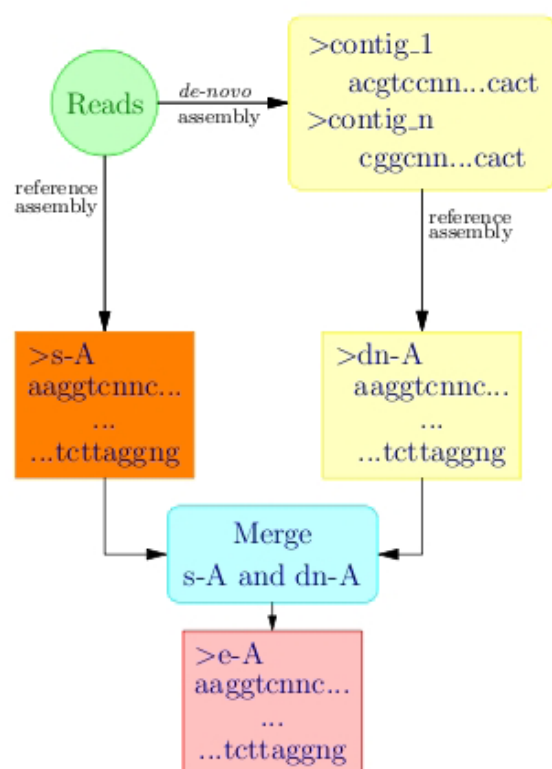 Reads
de-novo
assembly
>contig_1
acgtccnn...cact
>contig_n
cggcnn...cact
reference
assembly
reference
assembly
>s-A
aaggtcnnc...
...
...tcttaggng
>dn-A
aaggtcnnc...
...
...tcttaggng
Merge
s-A and dn-A
>e-A
aaggtcnnc...
...
...tcttaggng